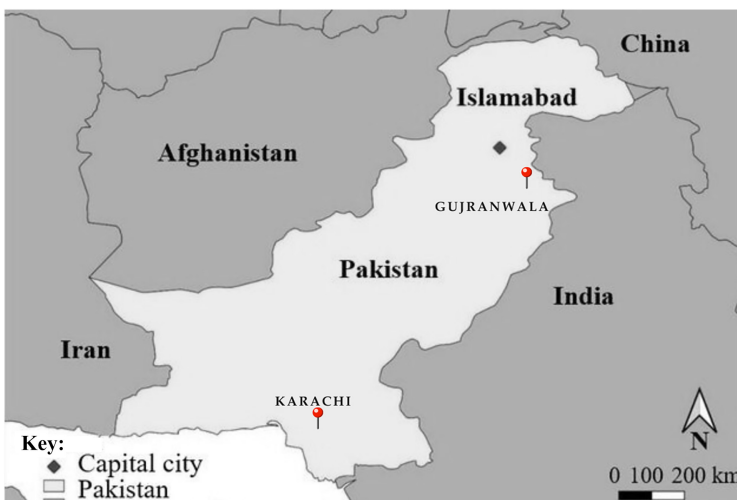 China
Islamabad
Afghanistan
GUJRANWALA
Pakistan
India
Iran
KARACHI
Key:
Capital city
Pakistan
N
0 100 200 km